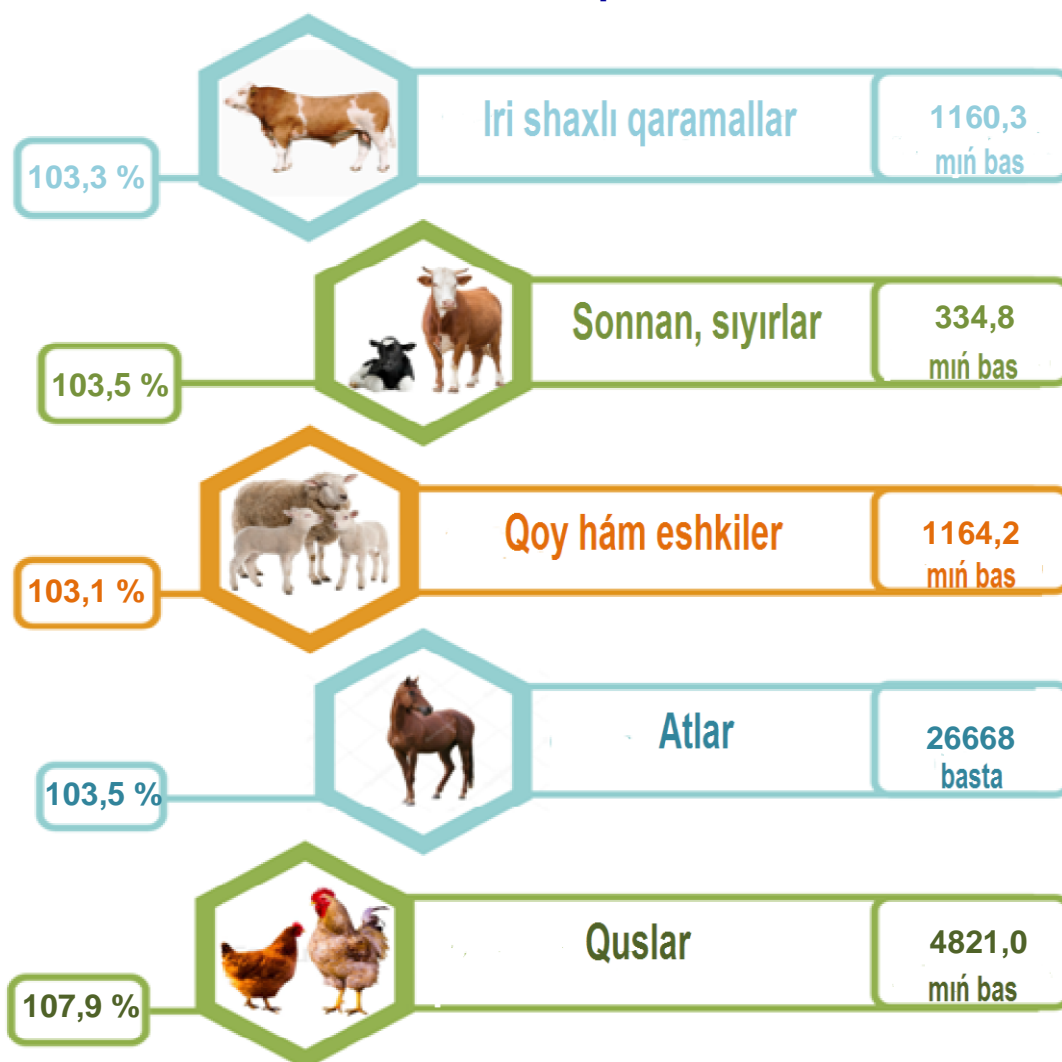 Iri shaxlı qaramallar
1160,3
mıń bas
103,3 %
Sonnan, sıyırlar
334,8
mıń bas
103,5 %
Qoy hám eshkiler
1164,2
mıń bas
103,1 %
Atlar
26668
basta
103,5 %
Quslar
4821,0
mıń bas
107,9 %